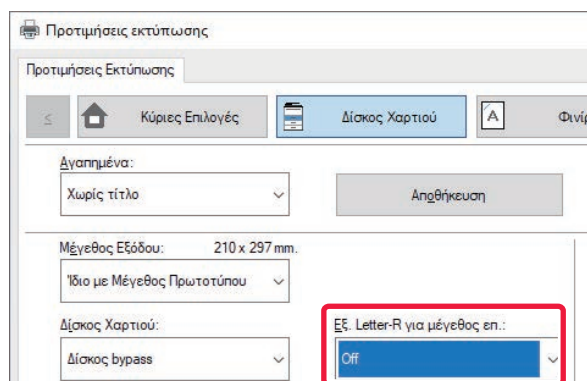 Προτιμήσεις εκτύπωσης
Προτιμήσεις Εκτύπωσης
≤ Κύριες Επιλογές Δίσκος Χαρτιού A
Αγαπημένα:
Χωρίς τίτλο Αποθήκευση
Μέγεθος Εξόδου: 210 x 297 mm.
Ίδιο με Μέγεθος Πρωτοτύπου
Δίσκος Χαρτιού: Εξ. Letter-R για μέγεθος επ.:
Δίσκος bypass Off